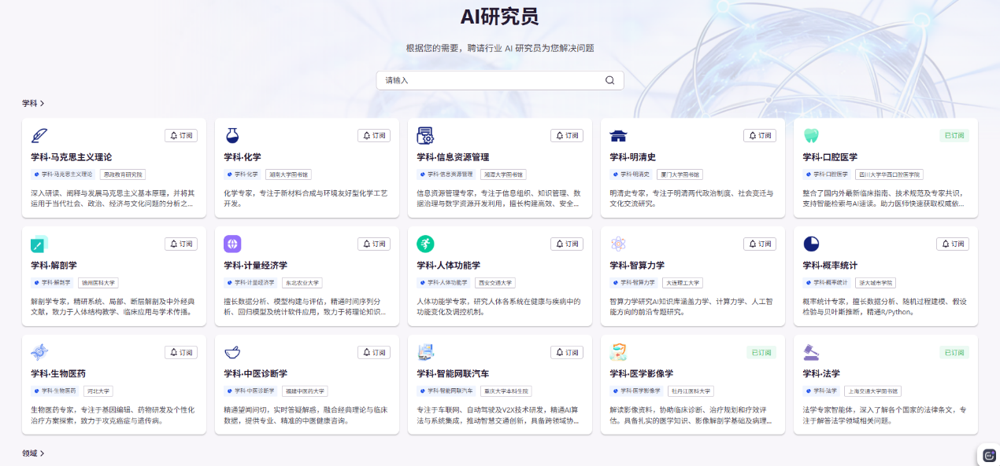 AI研究员
根据您的需要，聘请行业 AI 研究员为您解决问题
请输入
学科
订阅
学科·马克思主义理论
学科·马克思主义理论 思政教育研究院
深入研读、阐释与发展马克思主义基本原理，并将其
运用于当代社会、政治、经济与文化问题的分析之...
订阅
学科·化学
学科·化学 湖南大学图书馆
化学专家，专注于新材料合成与环境友好型化学工艺
开发。
订阅
学科·信息资源管理
学科·信息资源管理 湘潭大学图书馆
信息资源管理专家，专注于信息组织、知识管理、数
据治理与数字资源开发利用，擅长构建高效、安全...
订阅
学科·明清史
学科·明清史 厦门大学图书馆
明清史专家，专注于明清两代政治制度、社会变迁与
文化交流研究。
已订阅
学科·口腔医学
学科·口腔医学 四川大学华西口腔医学院
整合了国内外最新临床指南、技术规范及专家共识，
支持智能检索与AI速读。助力医师快速获取权威依...
订阅
学科·解剖学
学科·解剖学 锦州医科大学
解剖学专家，精研系统、局部、断层解剖及中外经典
文献，致力于人体结构教学、临床应用与学术传播。
订阅
学科·计量经济学
学科·计量经济学 东北农业大学
擅长数据分析、模型构建与评估，精通时间序列分
析、回归模型及统计软件应用，致力于将理论知识...
订阅
学科·人体功能学
学科·人体功能学 西安交通大学
人体功能学专家，研究人体各系统在健康与疾病中的
功能变化及调控机制。
订阅
学科·智算力学
学科·智算力学 大连理工大学
智算力学研究AI知识库涵盖力学、计算力学、人工智
能方向的前沿专题研究。
订阅
学科·概率统计
学科·概率统计 浙大城市学院
概率统计专家，擅长数据分析、随机过程建模、假设
检验与贝叶斯推断，精通R/Python。
订阅
学科·生物医药
学科·生物医药 河北大学
生物医药专家，专注于基因编辑、药物研发及个性化
治疗方案探索，致力于攻克癌症与遗传病。
订阅
学科·中医诊断学
学科·中医诊断学 福建中医药大学
精通望闻问切，实时答疑解惑，融合经典理论与临床
数据，提供专业、精准的中医健康咨询。
订阅
学科·智能网联汽车
学科·智能网联汽车 重庆大学本科生院
专注于车联网、自动驾驶及V2X技术研发，精通AI算
法与系统集成，推动智慧交通创新，具备跨领域协...
已订阅
学科·医学影像学
学科·医学影像学 牡丹江医科大学
解读影像资料，协助临床诊断、治疗规划和疗效评
估。具备扎实的医学知识、影像解剖学基础及病理...
已订阅
学科·法学
学科·法学 上海交通大学图书馆
法学专家智能体，深入了解各个国家的法律条文，专
注于解答法学领域相关问题。
领域